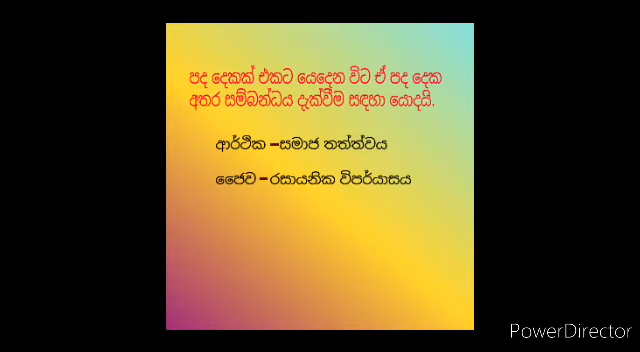 පද දෙකක් එකට යෙදෙන විට ඒ පද දෙක
අතර සම්බන්ධය දැක්වීම සඳහා යොදයි.
ආර්ථික –සමාජ තත්ත්වය
ජෛව – රසායනික විපර්යාසය
PowerDirector